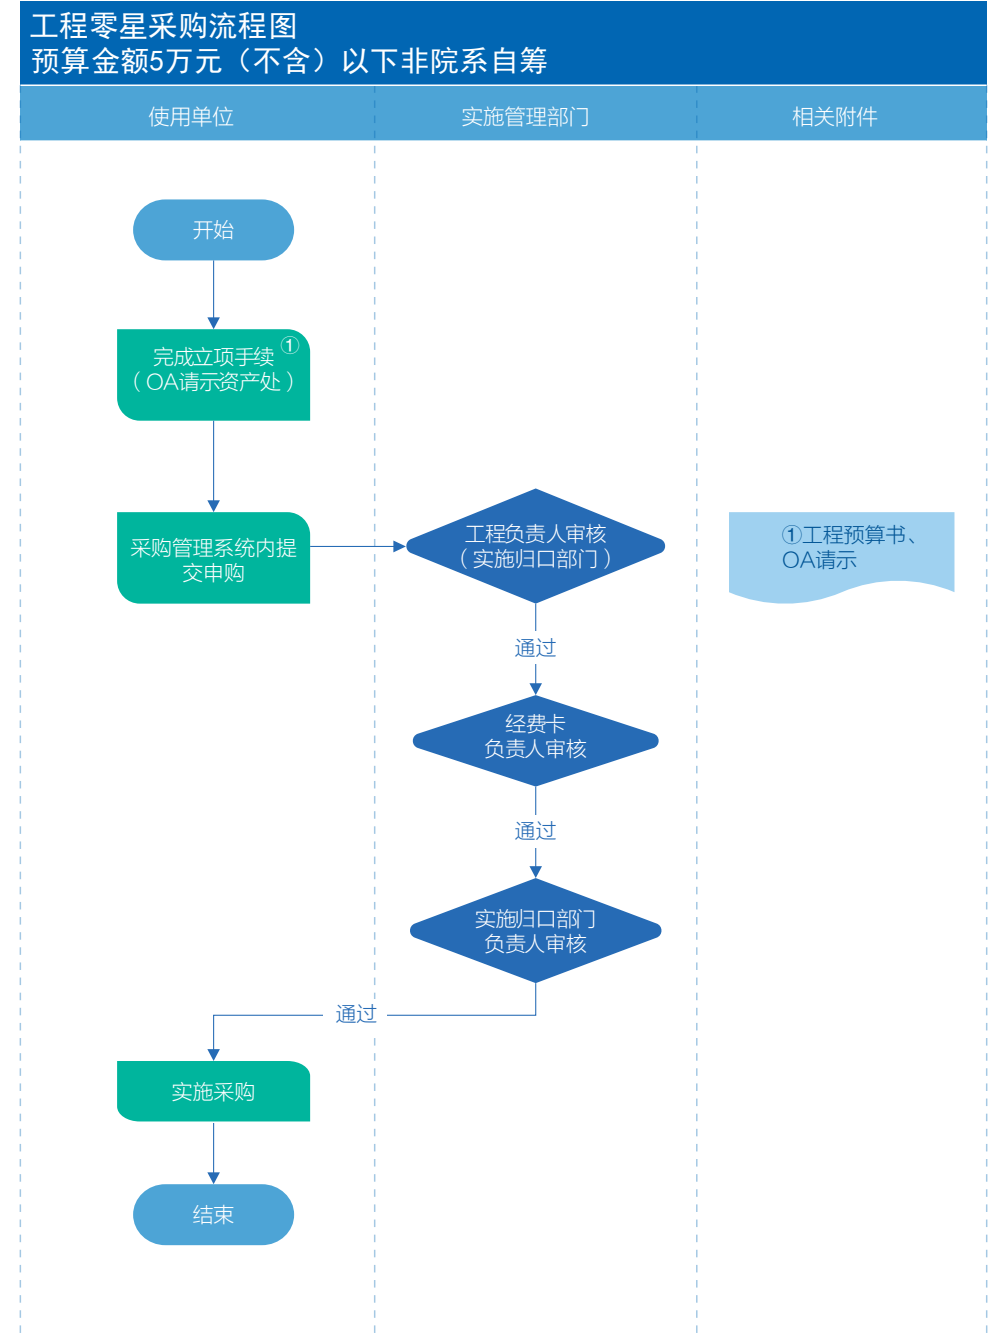 工程零星采购流程图
预算金额5万元（不含）以下非院系自筹
使用单位
实施管理部门
相关附件
开始
完成立项手续①
（OA请示资产处）
采购管理系统内提
交申购
工程负责人审核
（实施归口部门）
①工程预算书、
OA请示
通过
经费卡
负责人审核
通过
实施归口部门
负责人审核
通过
实施采购
结束